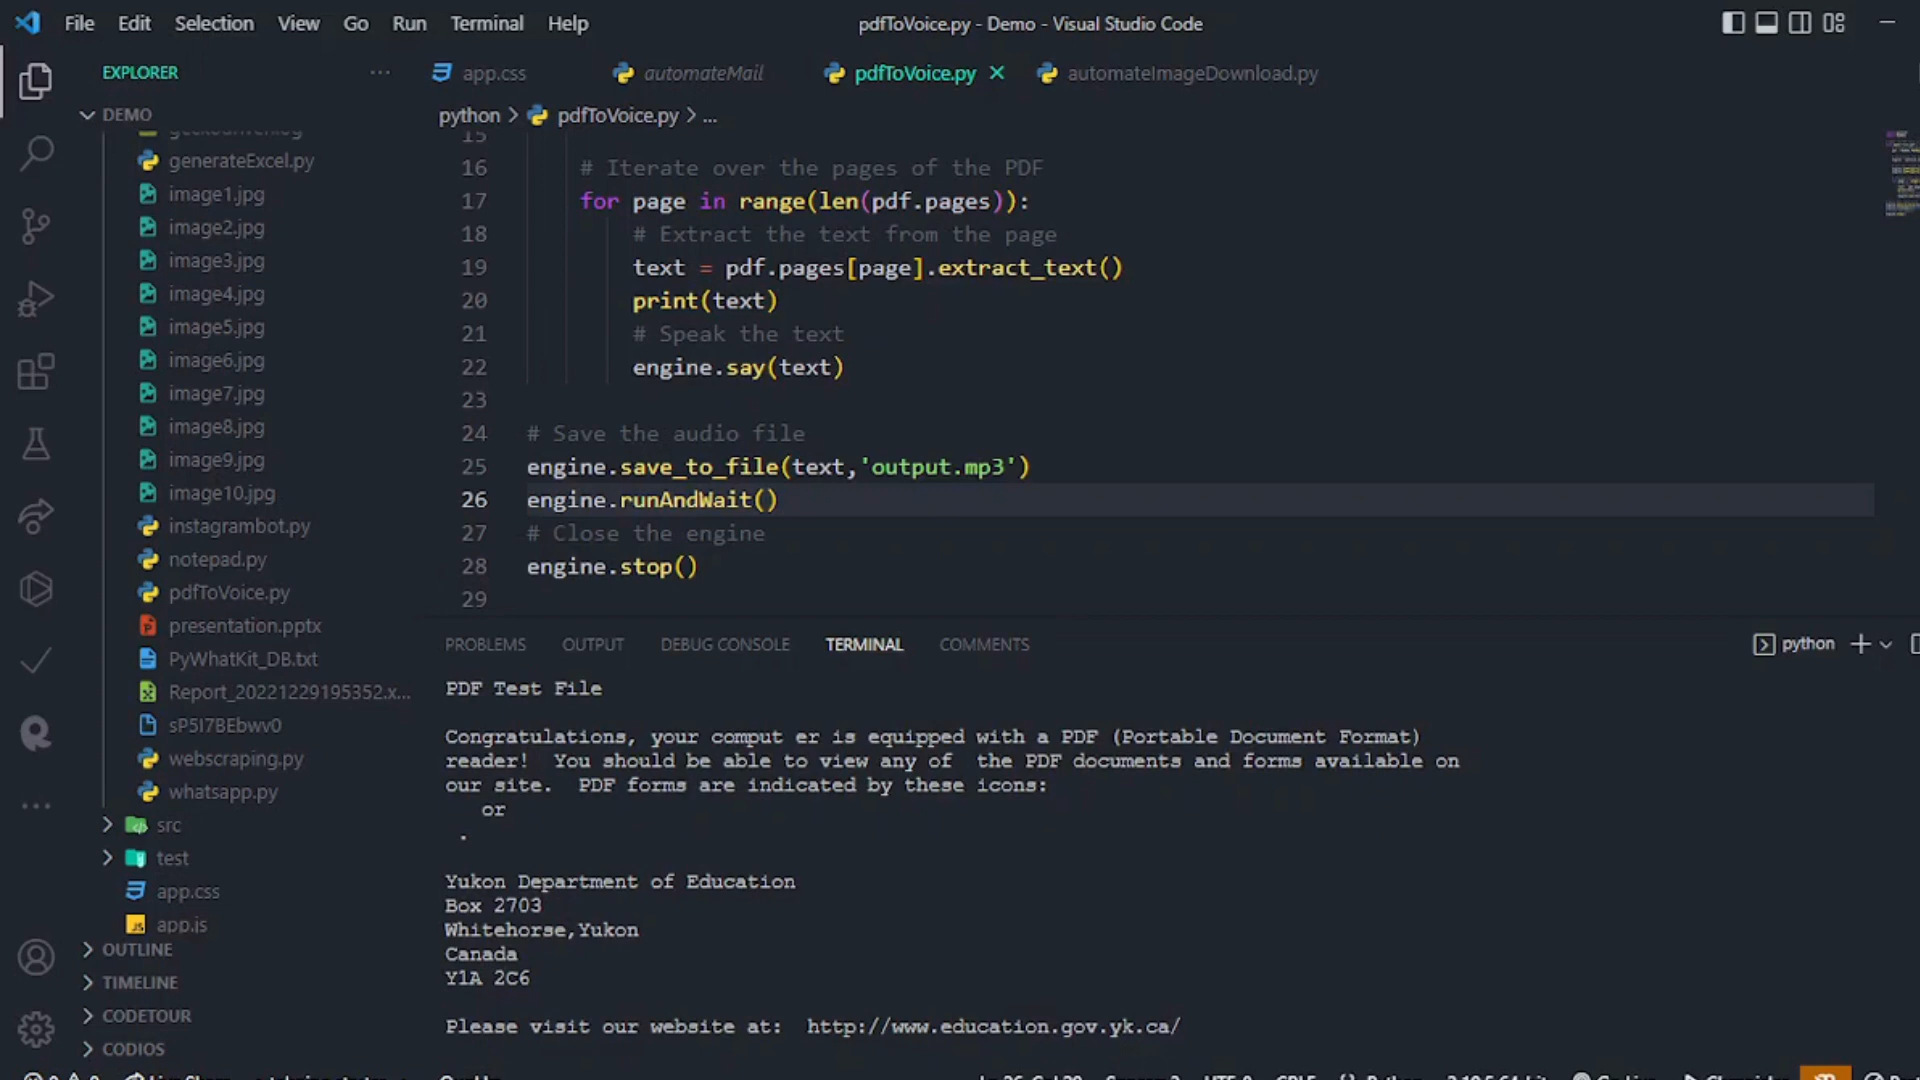 File Edit Selection View Go Run Terminal Help
pdfToVoice.py - Demo - Visual Studio Code
EXPLORER
app.css
automateMail
pdfToVoice.py
automateImageDownload.py
DEMO
python > pdfToVoice.py > ...
generateExcel.py
image1.jpg
image2.jpg
image3.jpg
image4.jpg
image5.jpg
image6.jpg
image7.jpg
image8.jpg
image9.jpg
image10.jpg
instagrambot.py
notepad.py
pdfToVoice.py
presentation.pptx
PyWhatKit_DB.txt
Report_20221229195352.x...
sP5I7BEbwv0
webscraping.py
whatsapp.py
src
test
app.css
app.js
OUTLINE
TIMELINE
CODETOUR
CODIOS
15
16 # Iterate over the pages of the PDF
17 for page in range(len(pdf.pages)):
18 # Extract the text from the page
19 text = pdf.pages[page].extract_text()
20 print(text)
21 # Speak the text
22 engine.say(text)
23
24 # Save the audio file
25 engine.save_to_file(text,'output.mp3')
26 engine.runAndWait()
27 # Close the engine
28 engine.stop()
29
PROBLEMS OUTPUT DEBUG CONSOLE TERMINAL COMMENTS
python
PDF Test File
Congratulations, your comput er is equipped with a PDF (Portable Document Format)
reader!  You should be able to view any of  the PDF documents and forms available on
our site.  PDF forms are indicated by these icons:
or
.
Yukon Department of Education
Box 2703
Whitehorse,Yukon
Canada
Y1A 2C6
Please visit our website at:  http://www.education.gov.yk.ca/